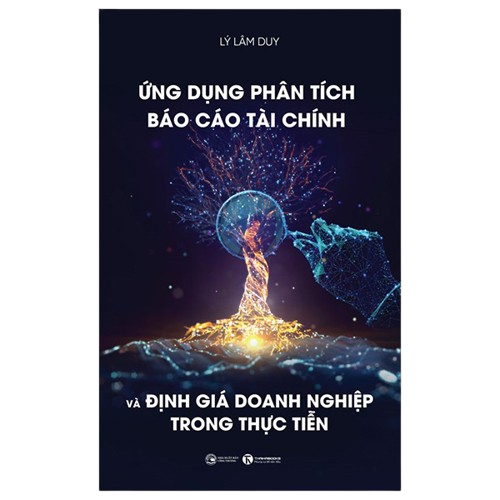 LÝ LÂM DUY
ỨNG DỤNG PHÂN TÍCH
BÁO CÁO TÀI CHÍNH
VÀ ĐỊNH GIÁ DOANH NGHIỆP
TRONG THỰC TIỄN
THAIHABOOKS